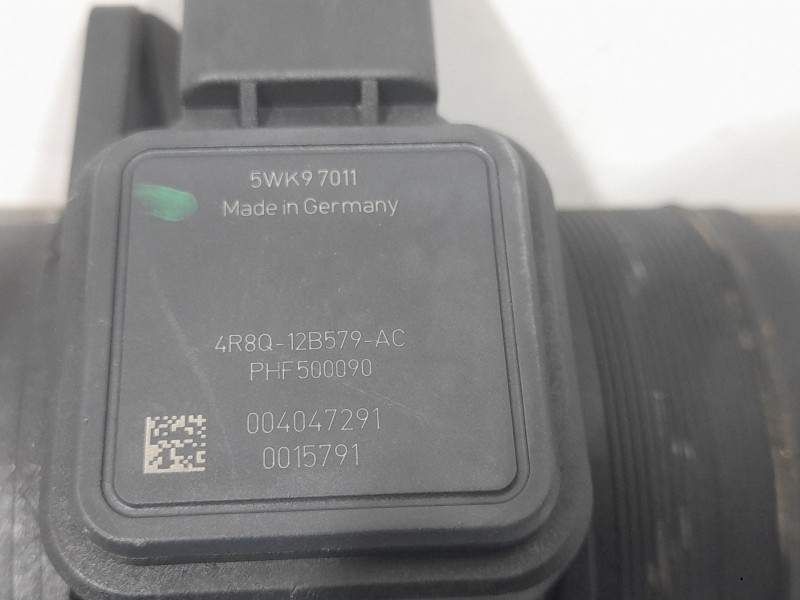 5WK9 7011
Made in Germany
4R8Q-12B579-AC
PHF500090
004047291
0015791